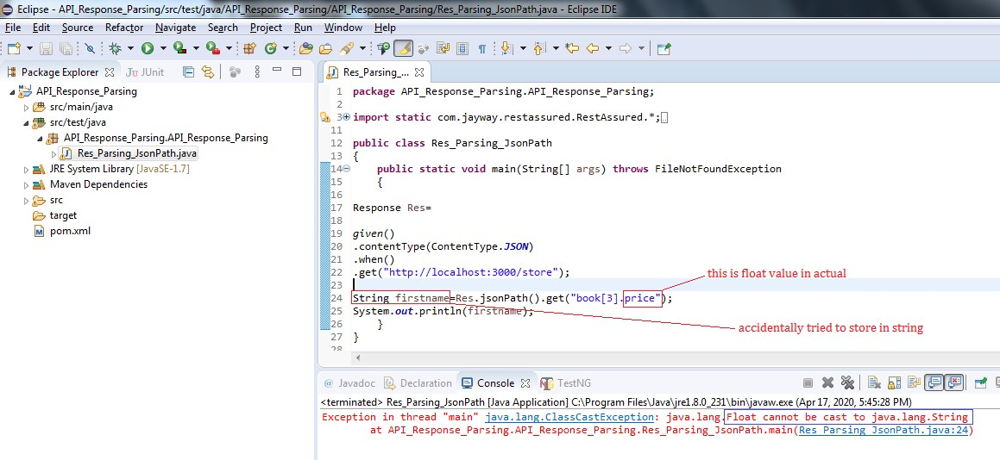 Eclipse - API_Response_Parsing/src/test/java/API_Response_Parsing/API_Response_Parsing/Res_Parsing_JsonPath.java - Eclipse IDE
File Edit Source Refactor Navigate Search Project Run Window Help
Package Explorer JUnit
API_Response_Parsing
src/main/java
src/test/java
API_Response_Parsing.API_Response_Parsing
Res_Parsing_JsonPath.java
JRE System Library [JavaSE-1.7]
Maven Dependencies
src
target
pom.xml
Res_Parsing_...
1 package API_Response_Parsing.API_Response_Parsing;
2
3 import static com.jayway.restassured.RestAssured.*;
11
12 public class Res_Parsing_JsonPath
13 {
14 public static void main(String[] args) throws FileNotFoundException
15 {
16
17 Response Res=
18
19 given()
20 .contentType(ContentType.JSON)
21 .when()
22 .get("http://localhost:3000/store");
23
24 String firstname=Res.jsonPath().get("book[3].price");
25 System.out.println(firstname);
26 }
27 }
28
this is float value in actual
accidentally tried to store in string
Javadoc Declaration Console TestNG
<terminated> Res_Parsing_JsonPath [Java Application] C:\Program Files\Java\jre1.8.0_231\bin\javaw.exe (Apr 17, 2020, 5:45:28 PM)
Exception in thread "main" java.lang.ClassCastException: java.lang.Float cannot be cast to java.lang.String
at API_Response_Parsing.API_Response_Parsing.Res_Parsing_JsonPath.main(Res_Parsing_JsonPath.java:24)